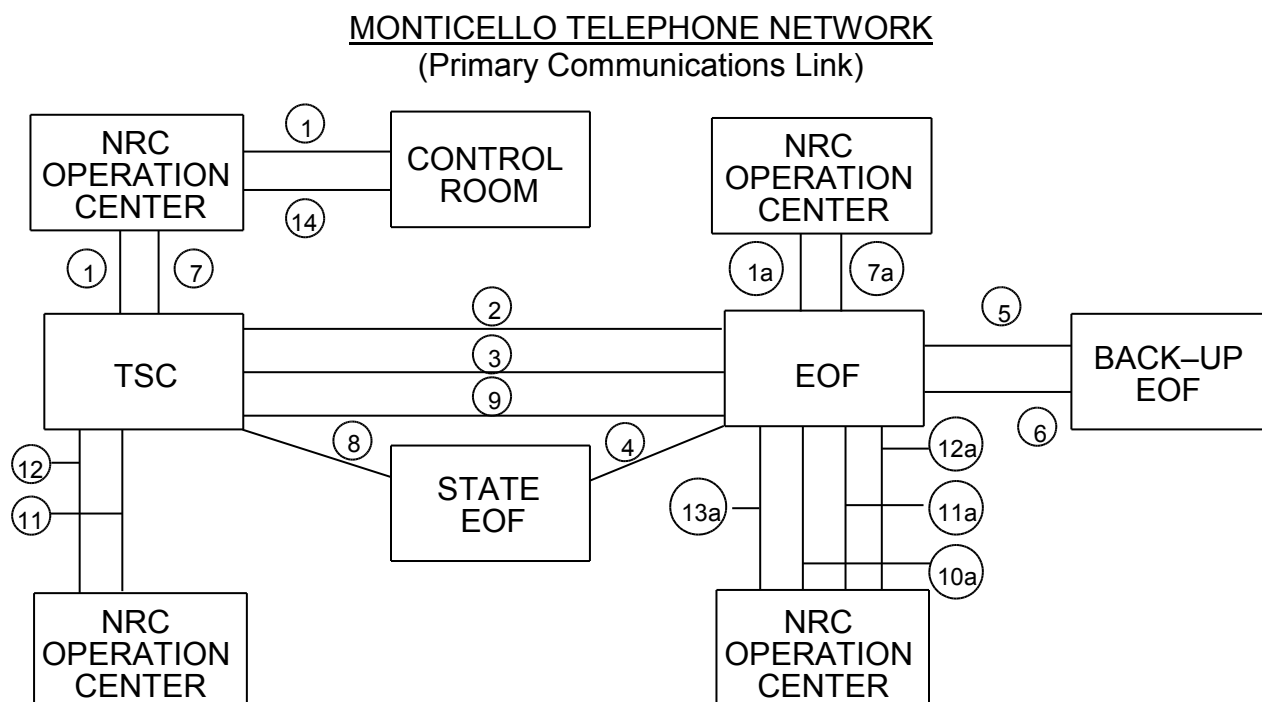 MONTICELLO TELEPHONE NETWORK
(Primary Communications Link)
NRC
OPERATION
CENTER
1
14
CONTROL
ROOM
NRC
OPERATION
CENTER
1
7
1a
7a
TSC
2
3
9
EOF
5
6
BACK–UP
EOF
8
4
STATE
EOF
12
11
13a
12a
11a
10a
NRC
OPERATION
CENTER
NRC
OPERATION
CENTER